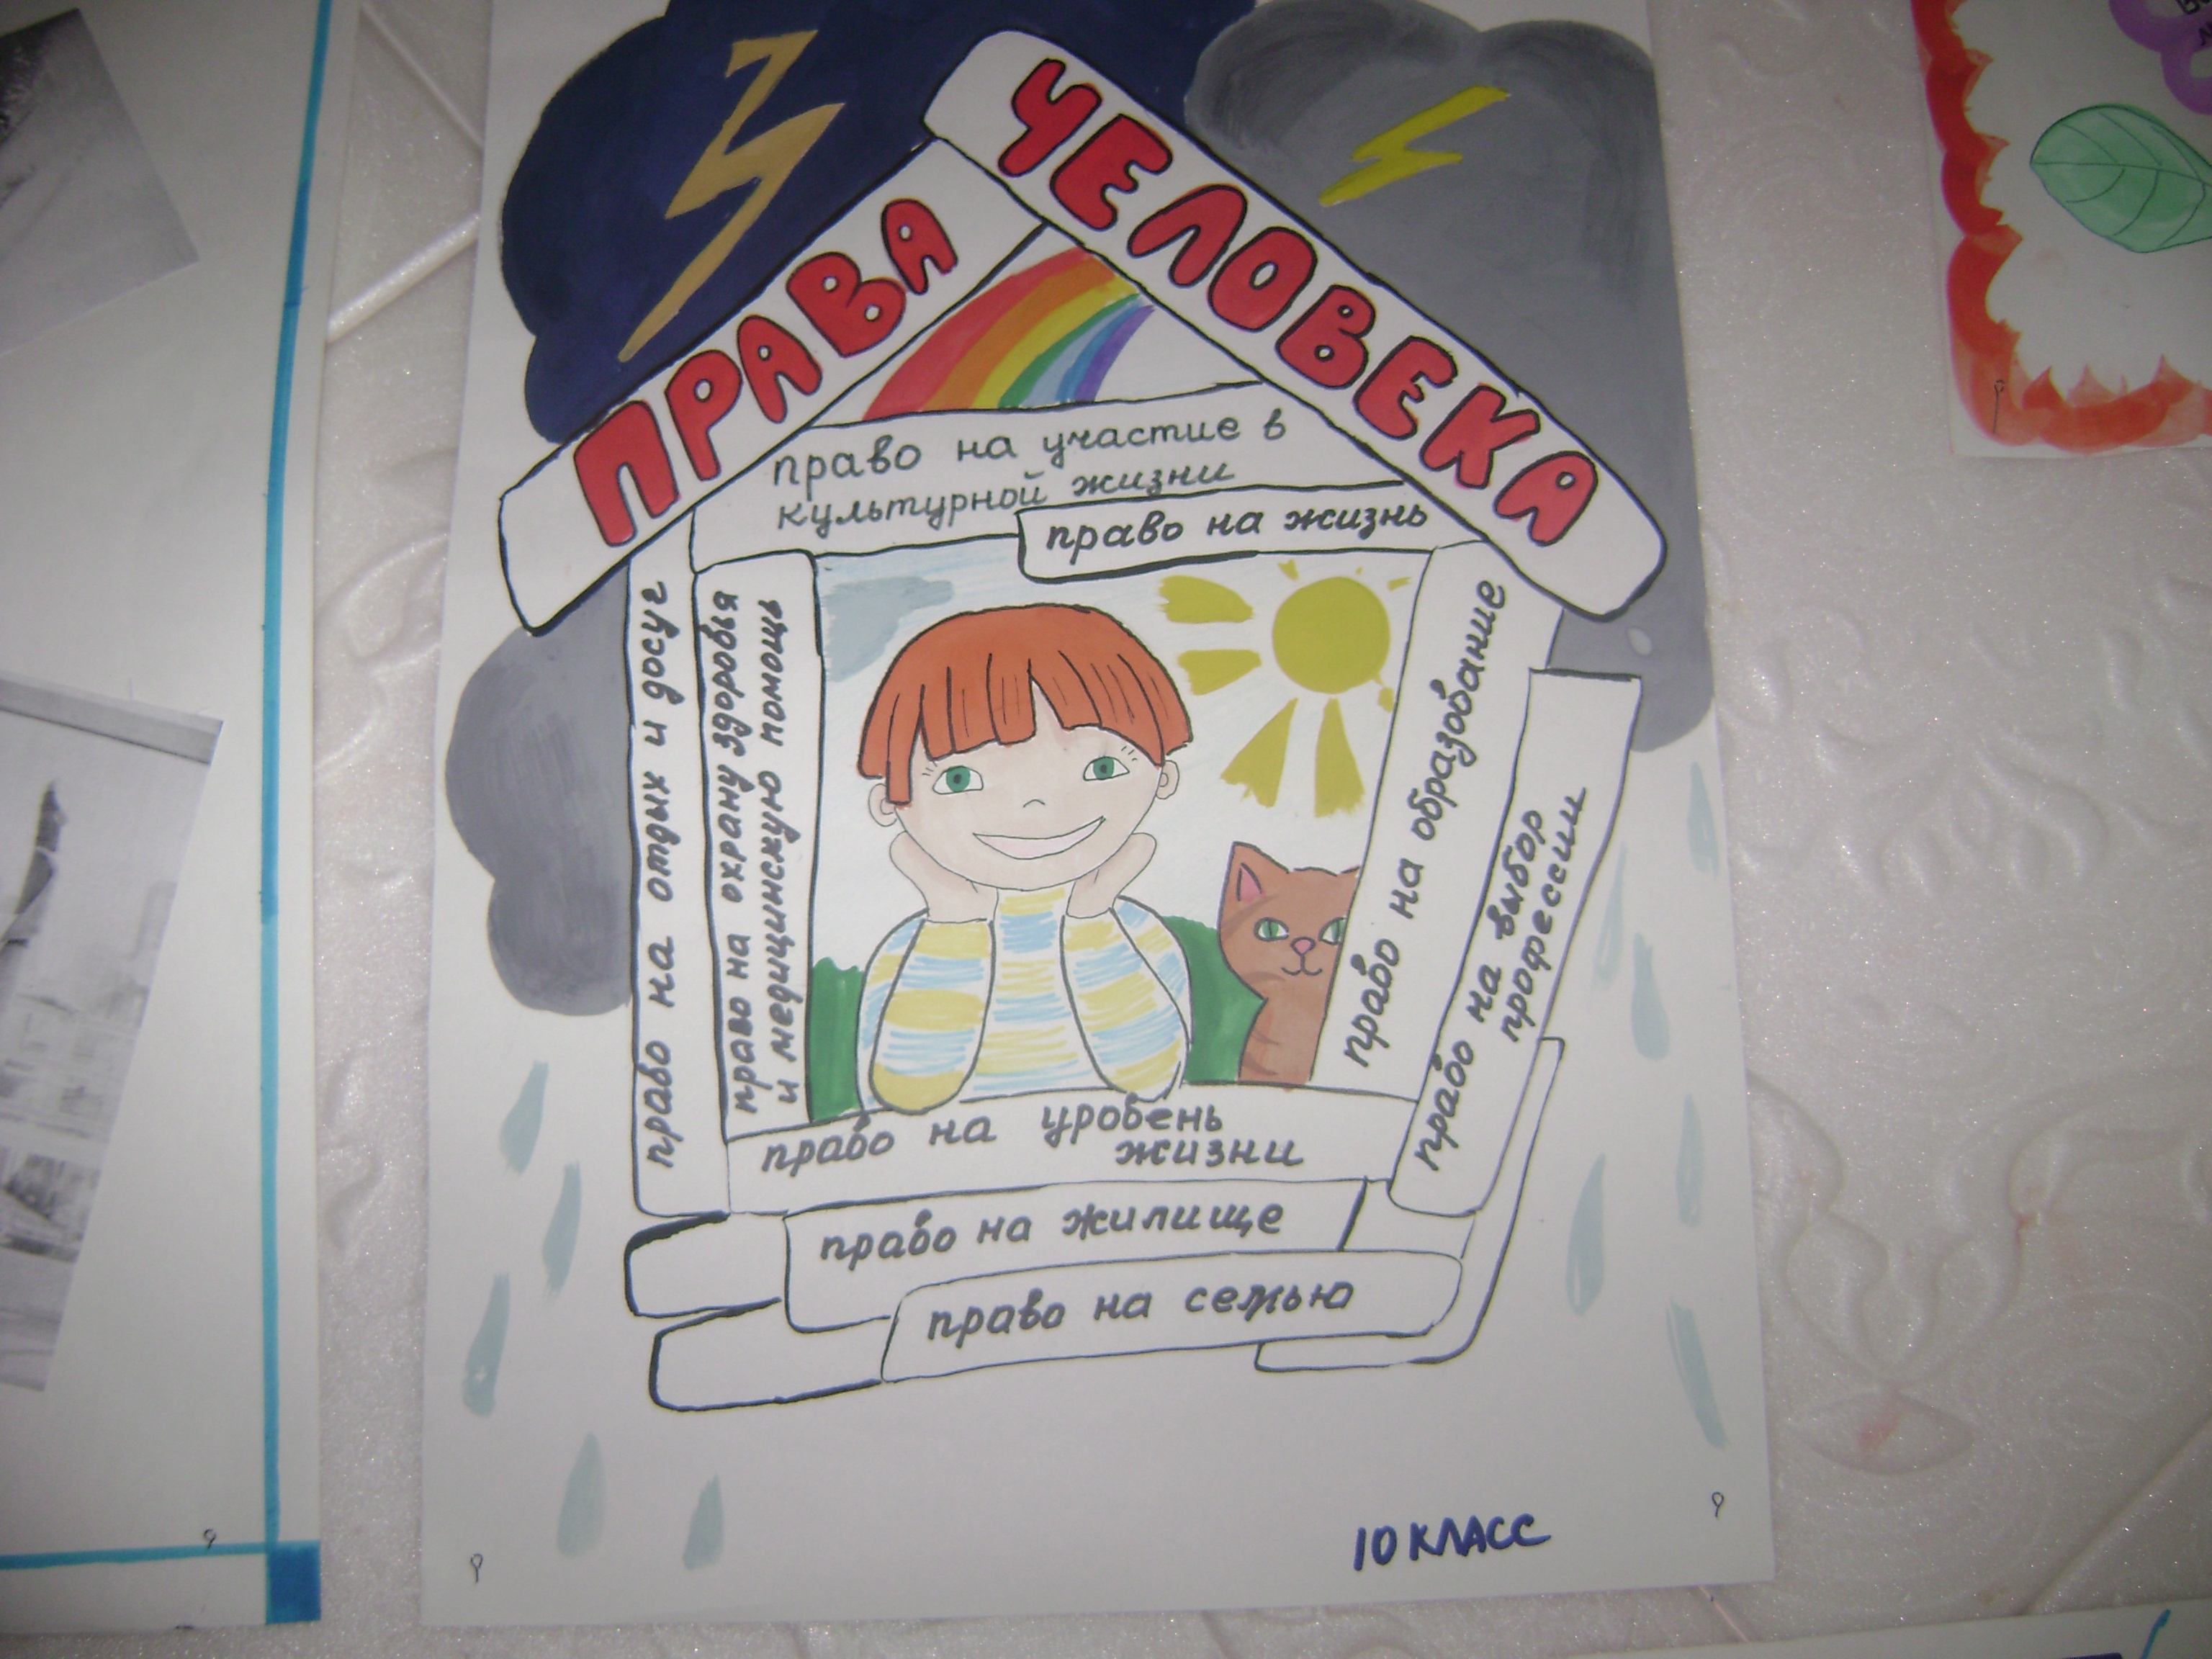 ПРАВА
ЧЕЛОВЕКА
право на участие в
культурной жизни
право на жизнь
право на отдых и досуг
право на охрану здоровья
и медицинскую помощь
право на образование
право на выбор
профессии
право на уровень
жизни
право на жилище
право на семью
10 КЛАСС